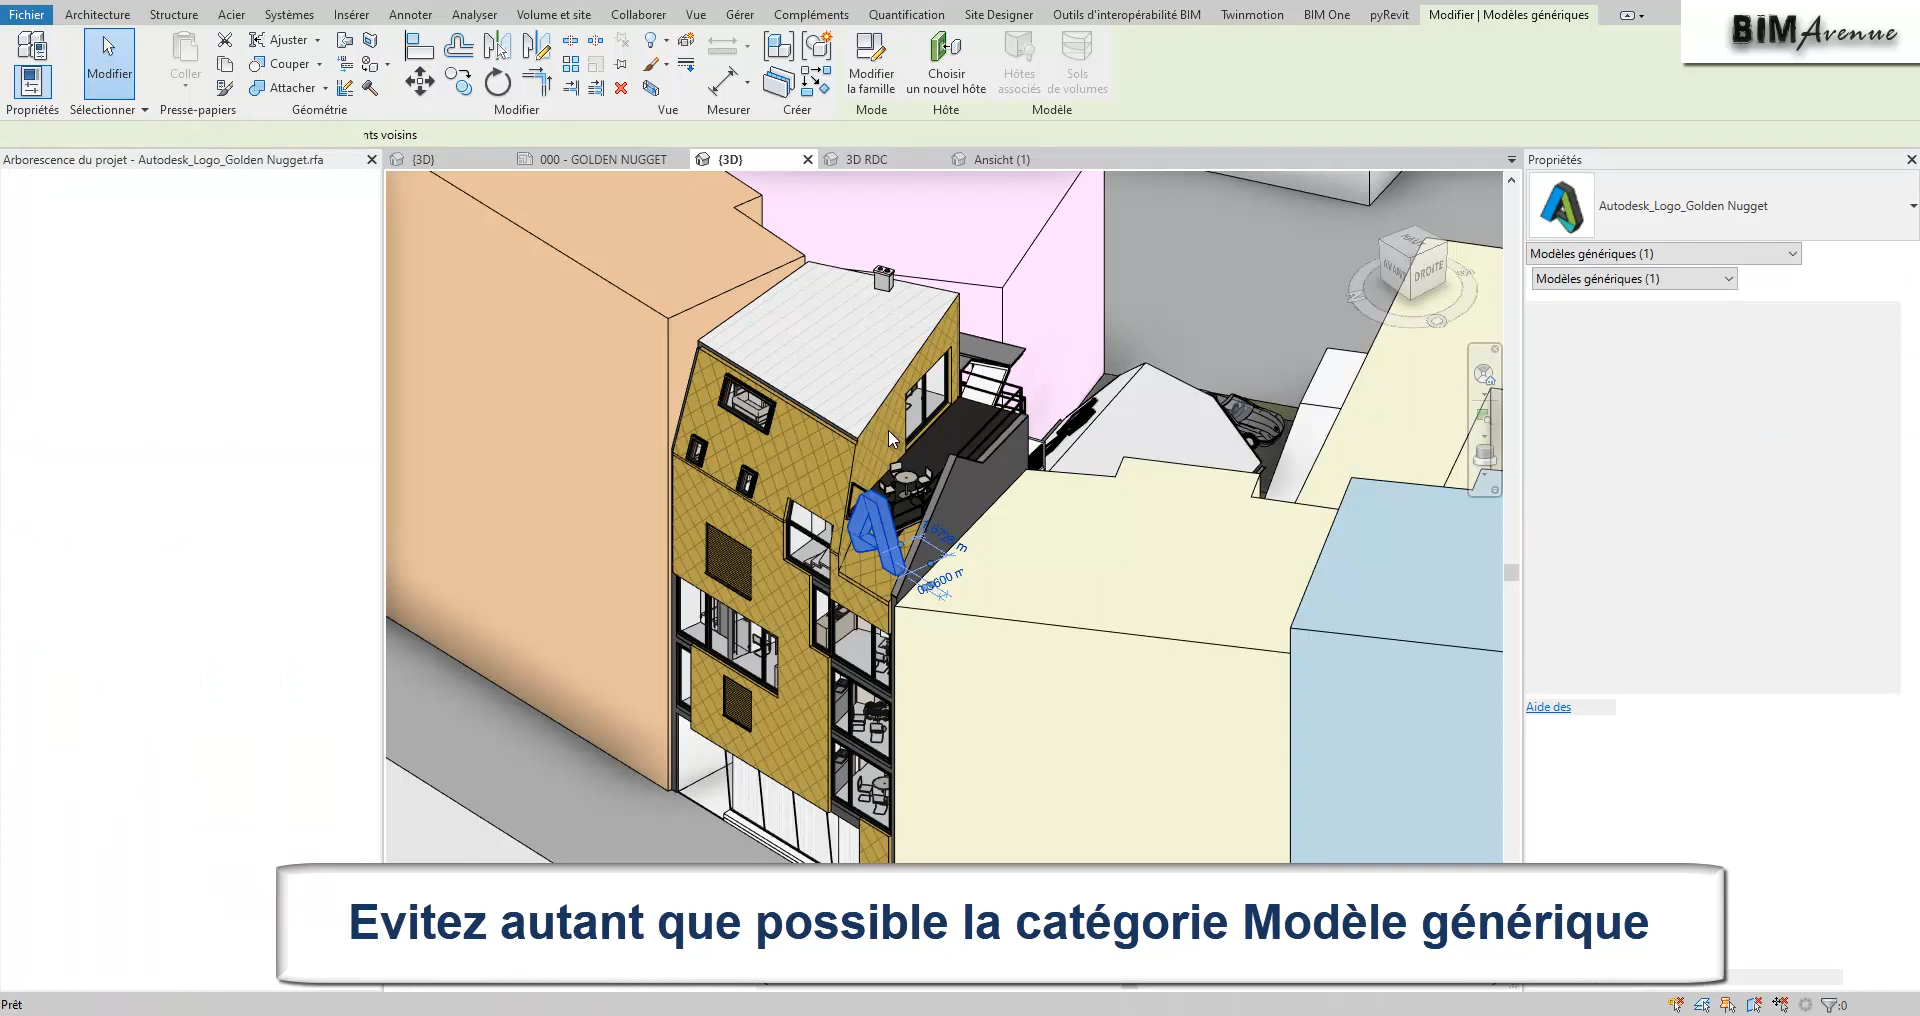 Fichier Architecture Structure Acier Systèmes Insérer Annoter Analyser Volume et site Collaborer Vue Gérer Compléments Quantification Site Designer Outils d'interopérabilité BIM Twinmotion BIM One pyRevit Modifier | Modèles génériques
BIM Avenue
Modifier
Coller
Ajuster
Couper
Attacher
Modifier la famille
Choisir un nouvel hôte
Hôtes associés
Sols de volumes
Propriétés Sélectionner Presse-papiers Géométrie Modifier Vue Mesurer Créer Mode Hôte Modèle
nts voisins
Arborescence du projet - Autodesk_Logo_Golden Nugget.rfa
{3D} 000 - GOLDEN NUGGET {3D} 3D RDC Ansicht (1)
Propriétés
Autodesk_Logo_Golden Nugget
Modèles génériques (1)
Modèles génériques (1)
HAUT
AVANT
DROITE
Aide des
Evitez autant que possible la catégorie Modèle générique
Prêt
:0